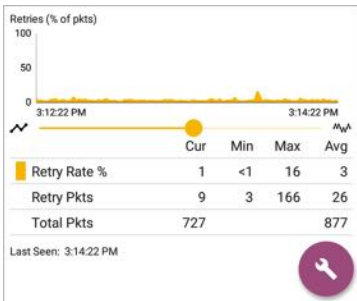 Retries (% of pkts)
100
50
0
3:12:22 PM 3:14:22 PM
Cur Min Max Avg
Retry Rate % 1 <1 16 3
Retry Pkts 9 3 166 26
Total Pkts 727 877
Last Seen: 3:14:22 PM